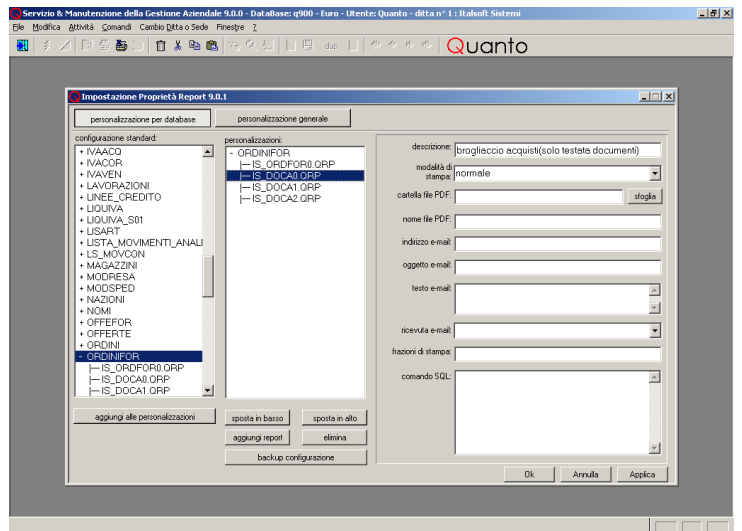 Servizio & Manutenzione della Gestione Aziendale 9.0.0 - DataBase: q900 - Euro - Utente: Quanto - ditta n° 1 : Italsoft Sistemi
File Modifica Attività Comandi Cambio Ditta o Sede Finestre ?
dup
Quanto
Impostazione Proprietà Report 9.0.1
personalizzazione per database
personalizzazione generale
configurazione standard:
+ IVAACQ
+ IVACOR
+ IVAVEN
+ LAVORAZIONI
+ LINEE_CREDITO
+ LIQUIVA
+ LIQUIVA_S01
+ LISART
+ LISTA_MOVIMENTI_ANALI
+ LS_MOVCON
+ MAGAZZINI
+ MODRESA
+ MODSPED
+ NAZIONI
+ NOMI
+ OFFEFOR
+ OFFERTE
+ ORDINI
- ORDINIFOR
IS_ORDFOR0.QRP
IS_DOCA0.QRP
IS_DOCA1.QRP
aggiungi alle personalizzazioni
personalizzazioni:
- ORDINIFOR
IS_ORDFOR0.QRP
IS_DOCA0.QRP
IS_DOCA1.QRP
IS_DOCA2.QRP
sposta in basso
sposta in alto
aggiungi report
elimina
backup configurazione
descrizione: brogliaccio acquisti(solo testata documenti)
modalità di
stampa: normale
cartella file PDF:
sfoglia
nome file PDF:
indirizzo e-mail:
oggetto e-mail:
testo e-mail:
ricevuta e-mail:
frazioni di stampa:
comando SQL:
Ok
Annulla
Applica